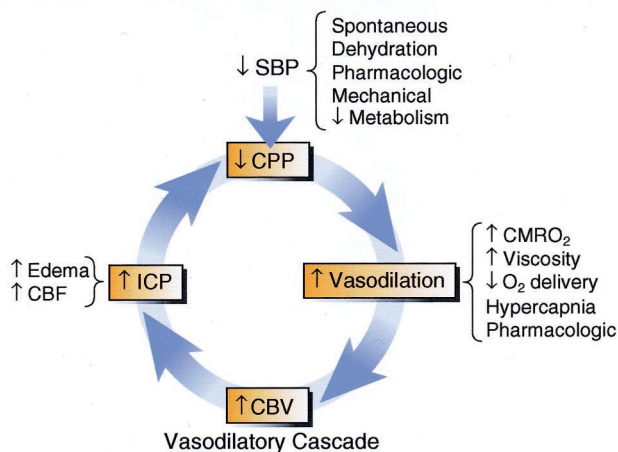 ↓ SBP
Spontaneous
Dehydration
Pharmacologic
Mechanical
↓ Metabolism
↓ CPP
↑ Vasodilation
↑ CMRO₂
↑ Viscosity
↓ O₂ delivery
Hypercapnia
Pharmacologic
↑ CBV
↑ ICP
↑ Edema
↑ CBF
Vasodilatory Cascade